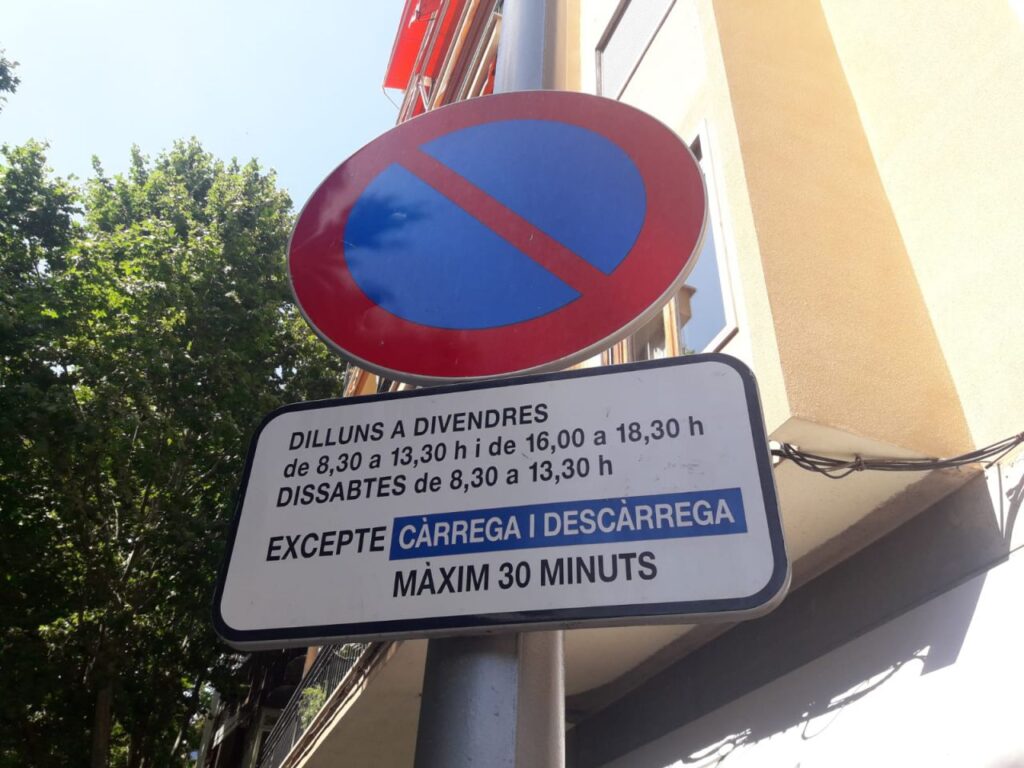 DILLUNS A DIVENDRES
de 8,30 a 13,30 h i de 16,00 a 18,30 h
DISSABTES de 8,30 a 13,30 h
EXCEPTE CÀRREGA I DESCÀRREGA
MÀXIM 30 MINUTS